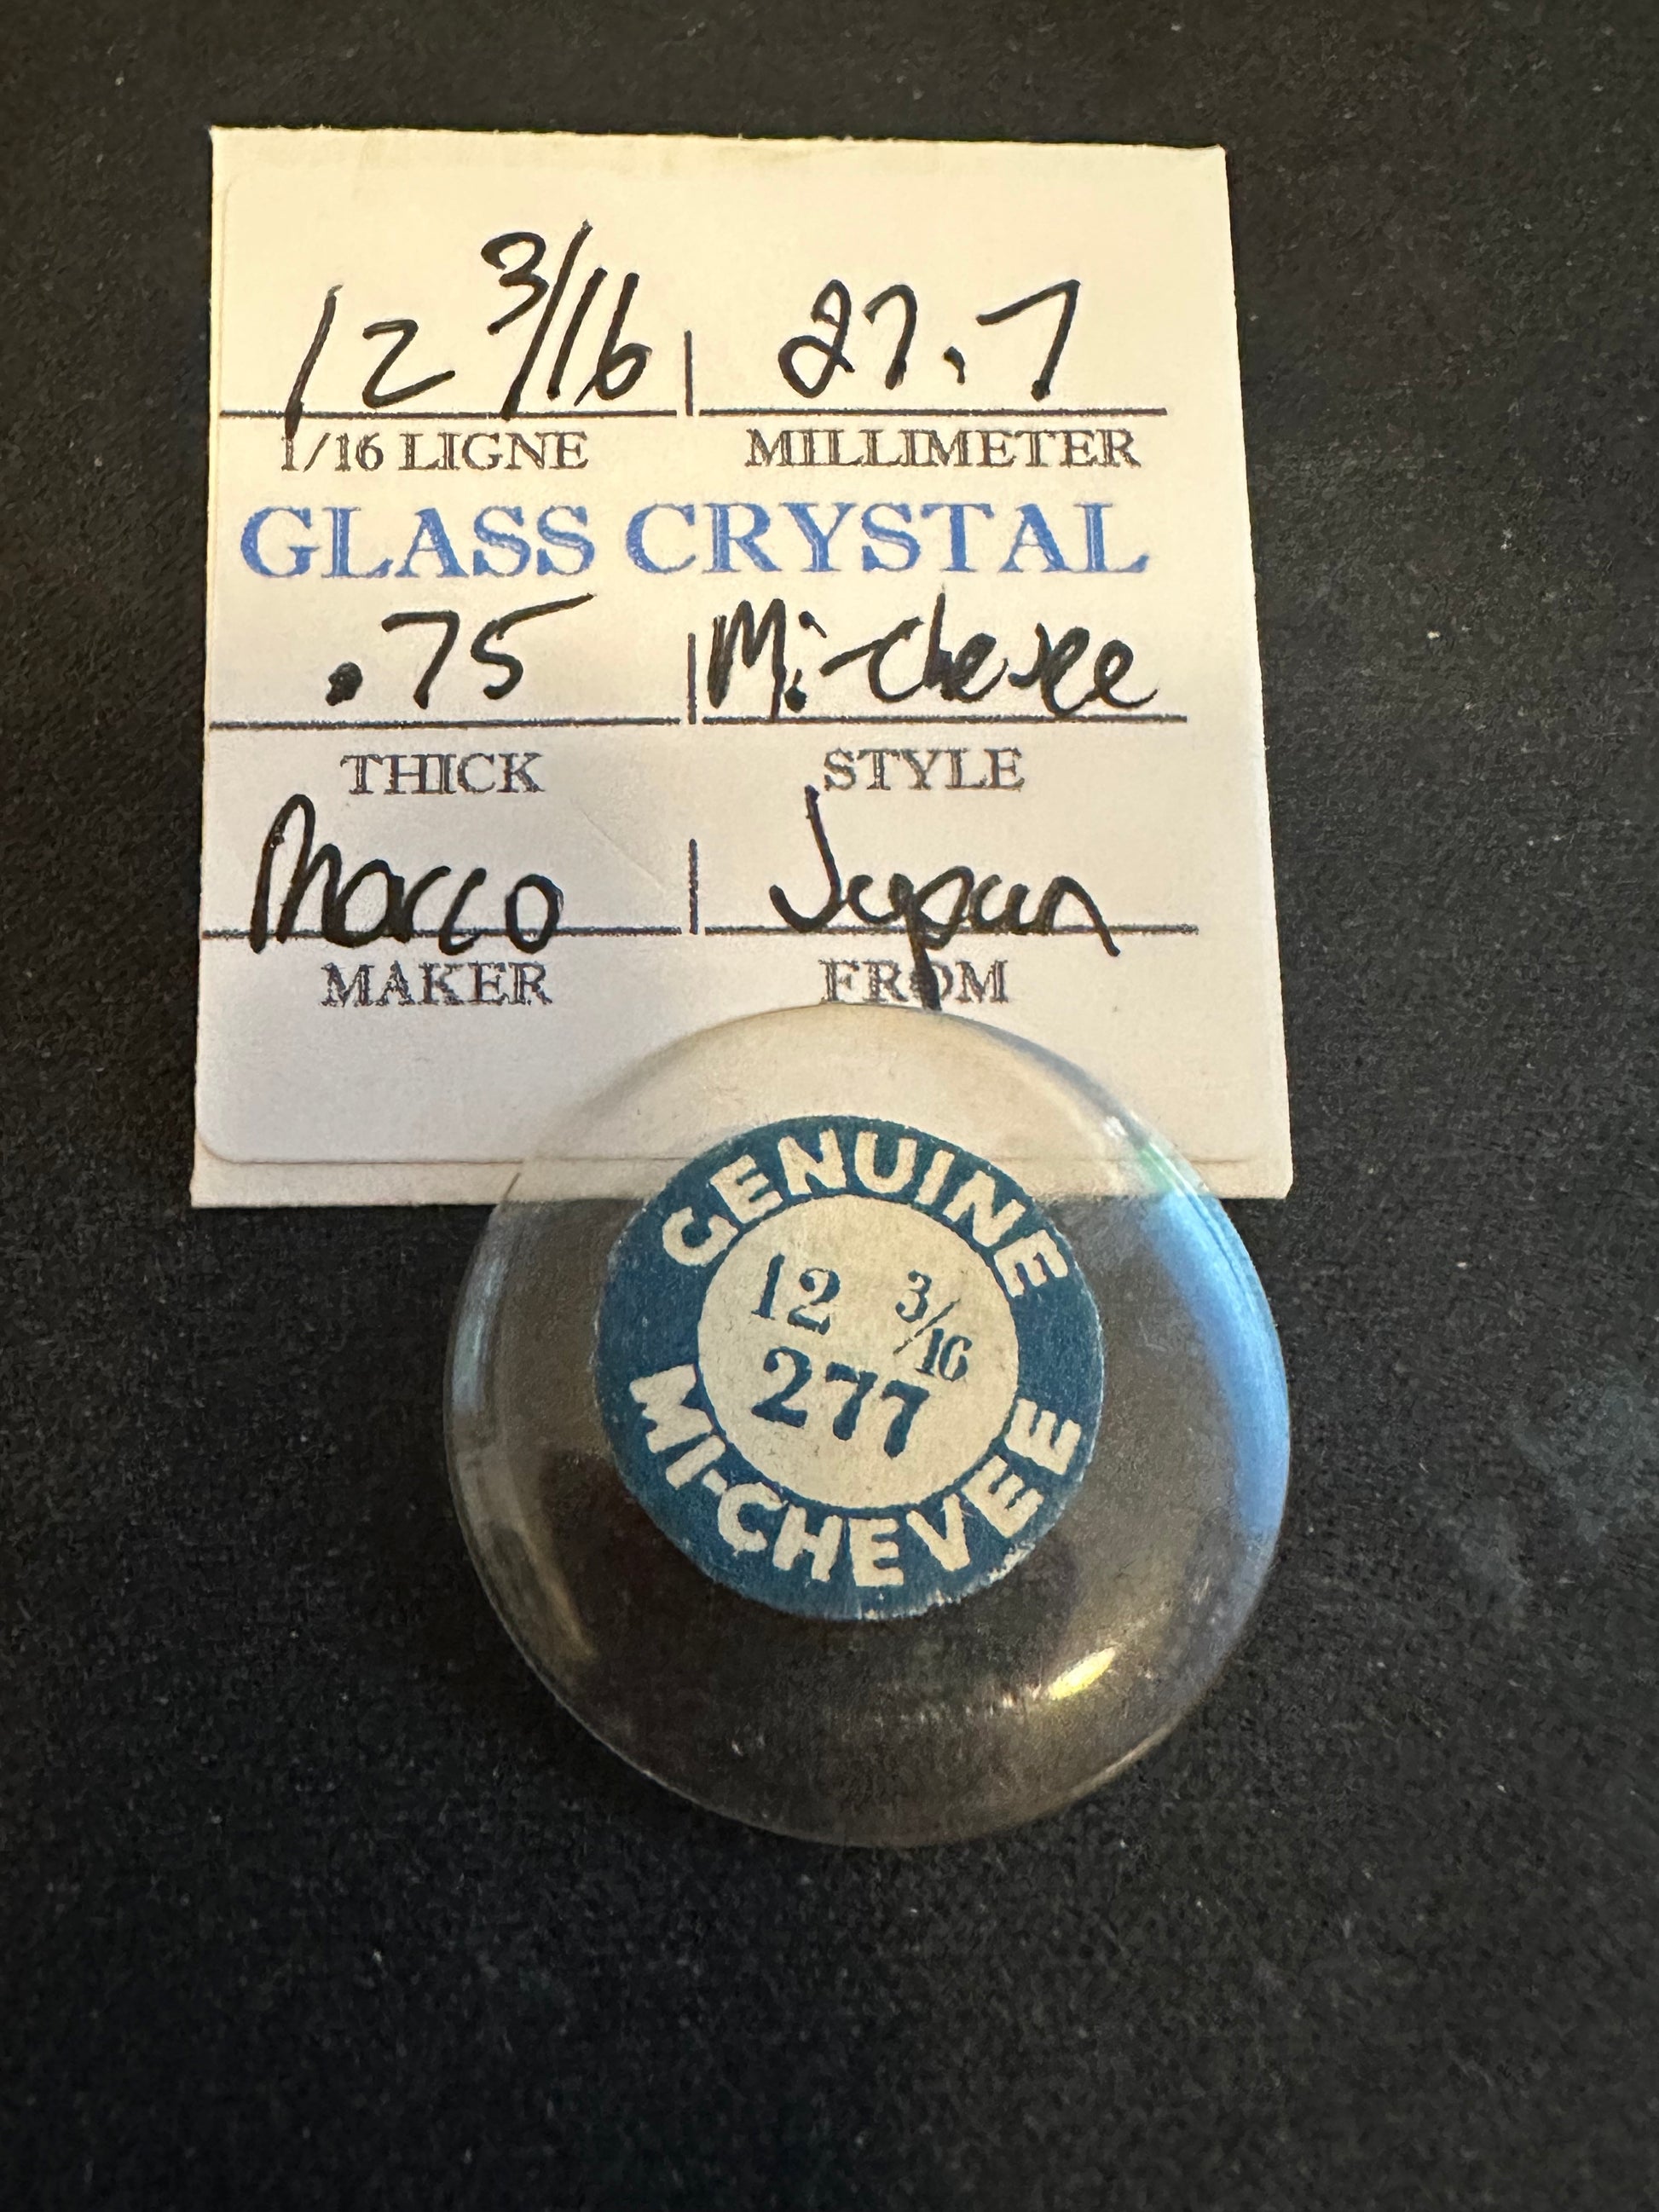 12 3/16 27.7
1/16 LIGNE MILLIMETER
GLASS CRYSTAL
.75 Mi-chevee
THICK STYLE
Marco Japan
MAKER FROM
GENUINE
12 3/16
277
MI-CHEVEE